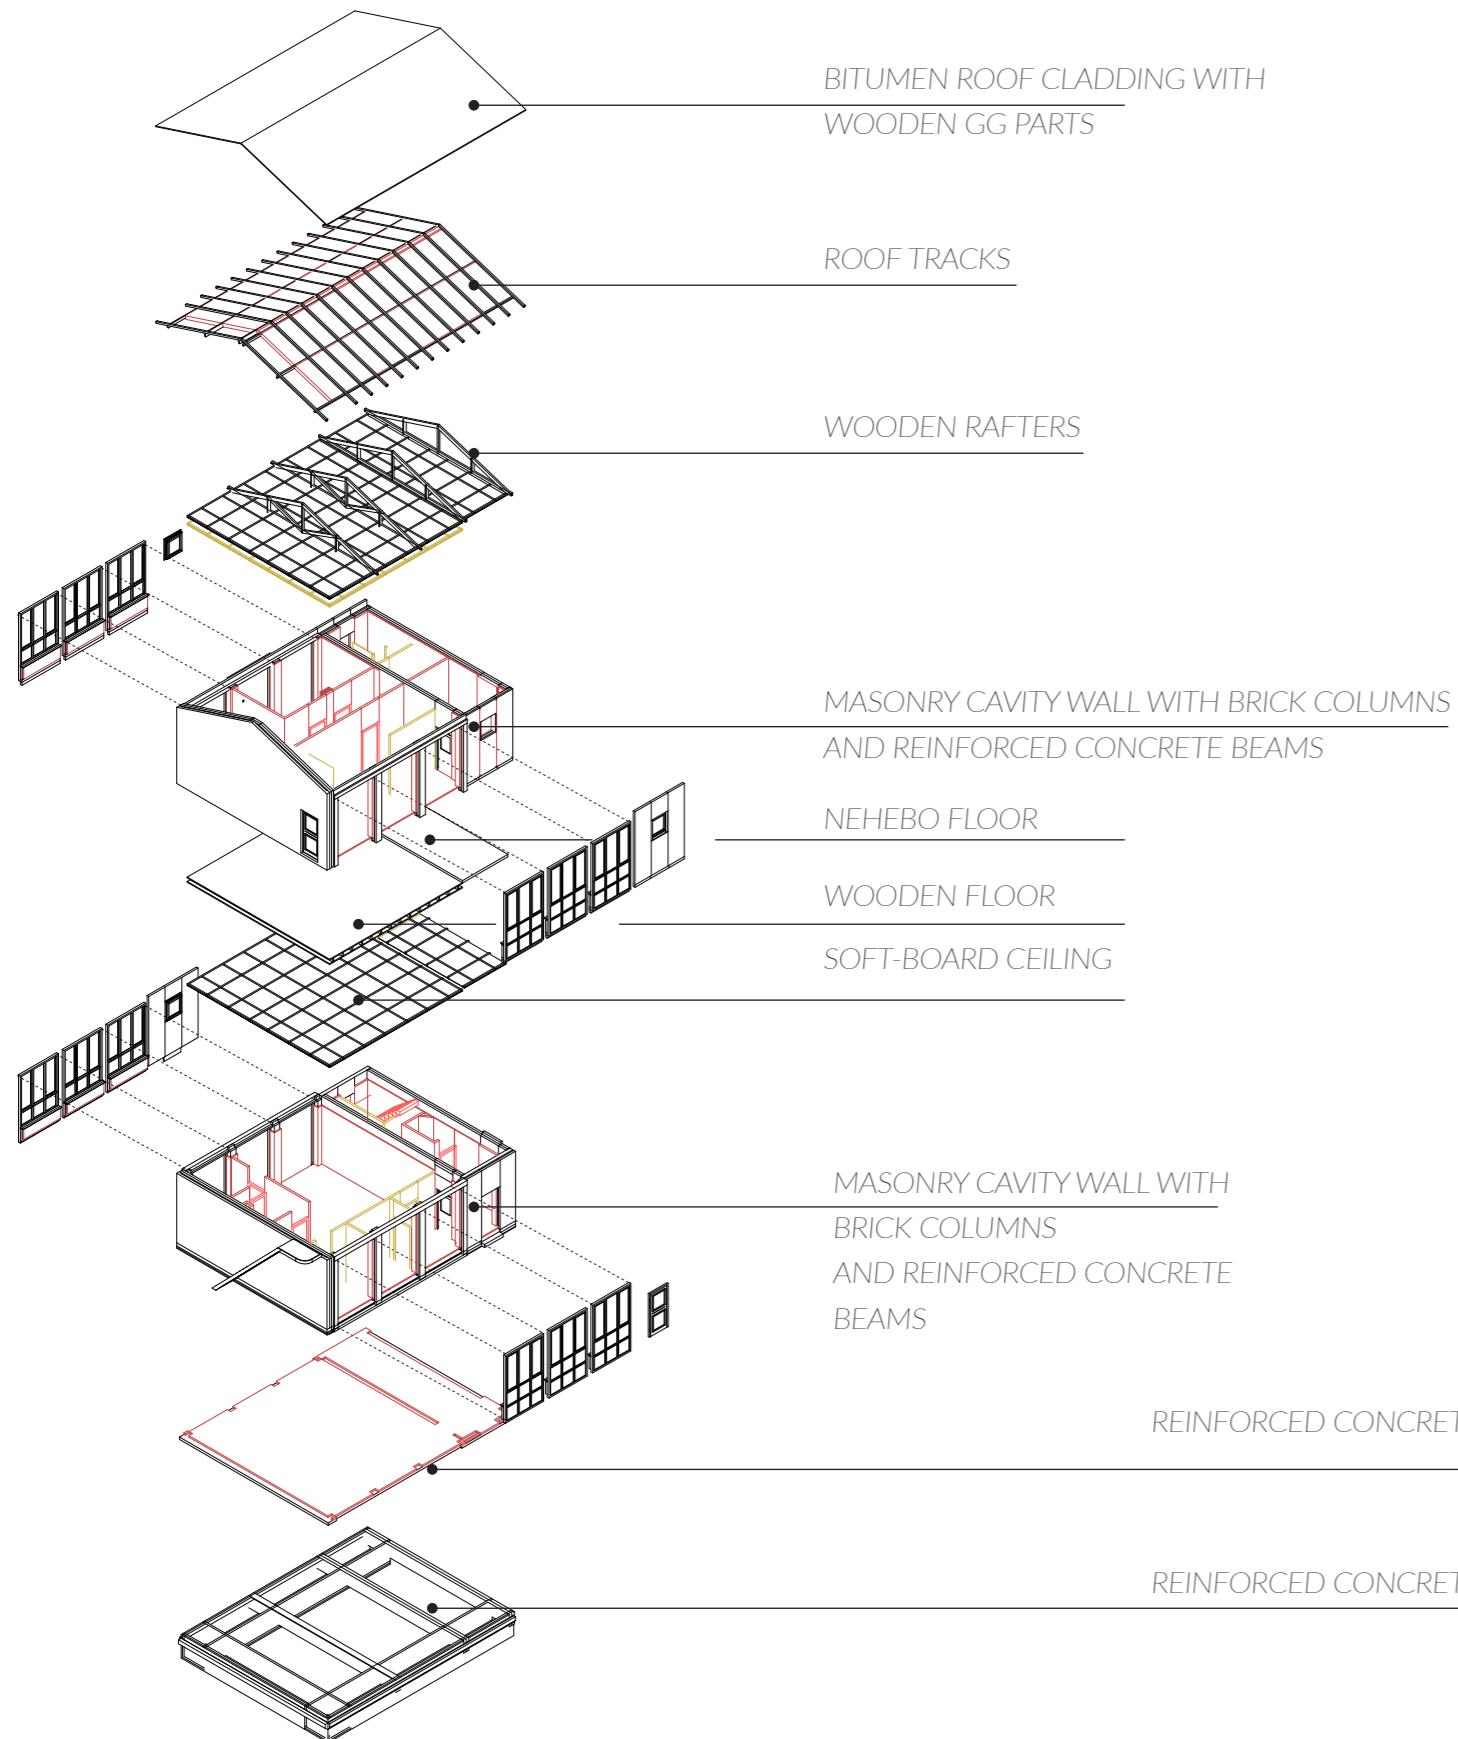 BITUMEN ROOF CLADDING WITH
WOODEN GG PARTS
ROOF TRACKS
WOODEN RAFTERS
MASONRY CAVITY WALL WITH BRICK COLUMNS
AND REINFORCED CONCRETE BEAMS
NEHEBO FLOOR
WOODEN FLOOR
SOFT-BOARD CEILING
MASONRY CAVITY WALL WITH
BRICK COLUMNS
AND REINFORCED CONCRETE
BEAMS
REINFORCED CONCRET
REINFORCED CONCRET